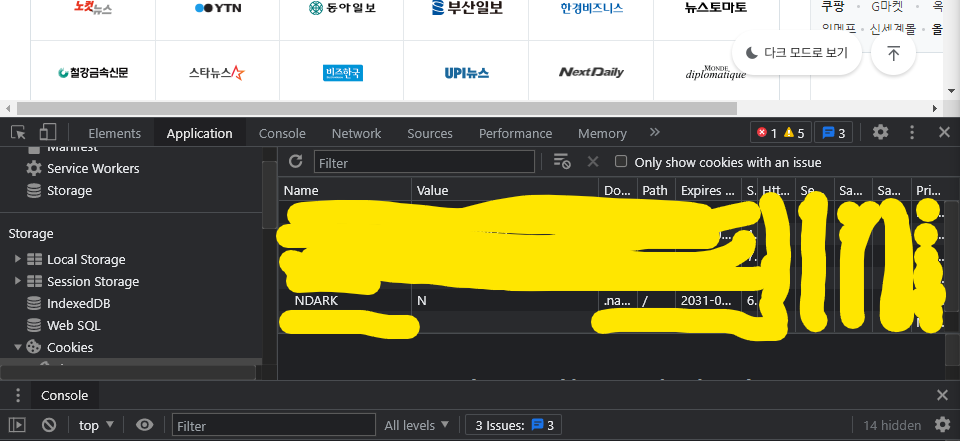 노컷뉴스 YTN 동아일보 부산일보 한경비즈니스 뉴스토마토 쿠팡 G마켓
위메프 신세계몰
다크 모드로 보기
철강금속신문 스타뉴스 비즈한국 UPI뉴스 NextDaily MONDE diplomatique
Elements Application Console Network Sources Performance Memory 1 5 3
Manifest
Service Workers
Storage
Filter Only show cookies with an issue
Name Value Do... Path Expires ... S. Htt... Se... Sa... Sa... Pri...
Storage
Local Storage
Session Storage
IndexedDB
Web SQL
Cookies
NDARK N .na... / 2031-0... 6.
Console
top Filter All levels 3 Issues: 3 14 hidden